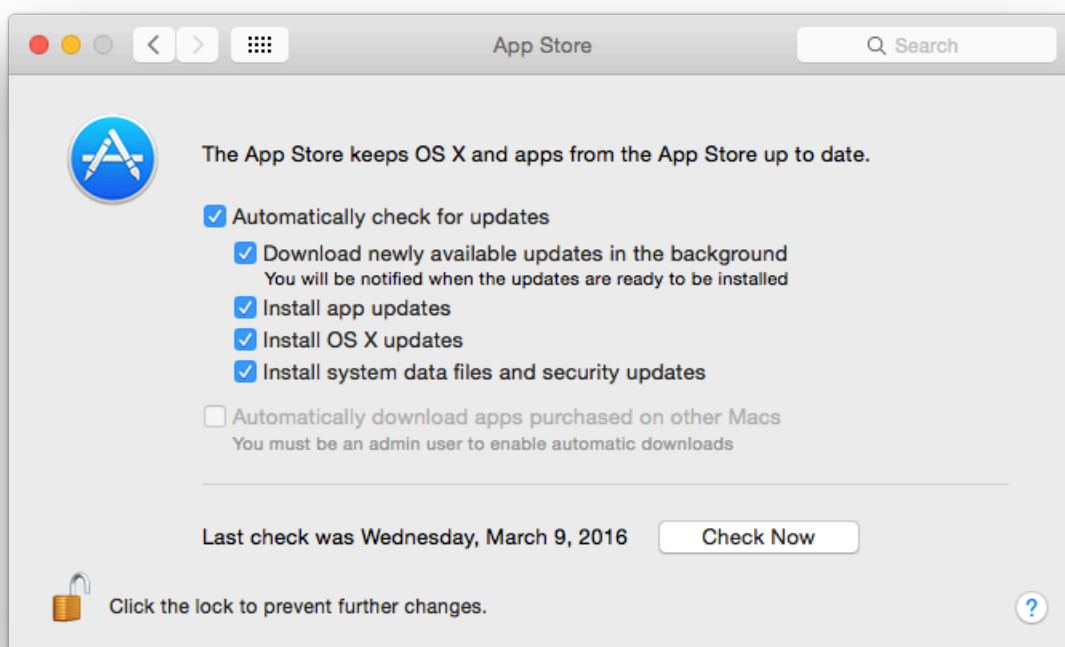 App Store
Search
The App Store keeps OS X and apps from the App Store up to date.
Automatically check for updates
Download newly available updates in the background
You will be notified when the updates are ready to be installed
Install app updates
Install OS X updates
Install system data files and security updates
Automatically download apps purchased on other Macs
You must be an admin user to enable automatic downloads
Last check was Wednesday, March 9, 2016 Check Now
Click the lock to prevent further changes. ?